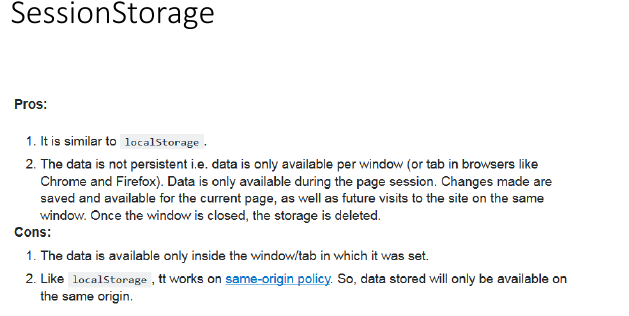 SessionStorage
Pros:
1. It is similar to localStorage .
2. The data is not persistent i.e. data is only available per window (or tab in browsers like
Chrome and Firefox). Data is only available during the page session. Changes made are
saved and available for the current page, as well as future visits to the site on the same
window. Once the window is closed, the storage is deleted.
Cons:
1. The data is available only inside the window/tab in which it was set.
2. Like localStorage , tt works on same-origin policy. So, data stored will only be available on
the same origin.